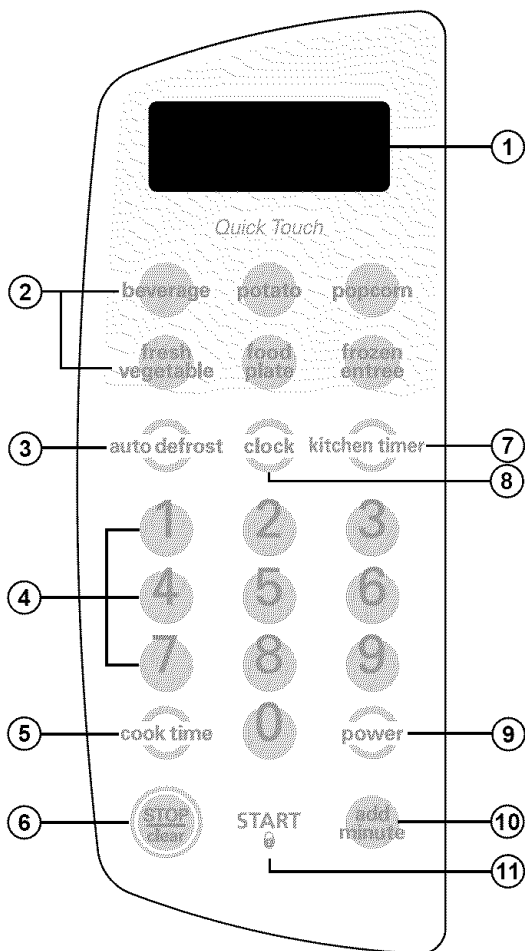 1
Quick Touch
2 beverage potato popcorn
fresh vegetable food plate frozen entree
3 auto defrost clock kitchen timer 7
8
1 2 3
4 4 5 6
7 8 9
5 cook time 0 power 9
6 STOP clear START add minute 10
11